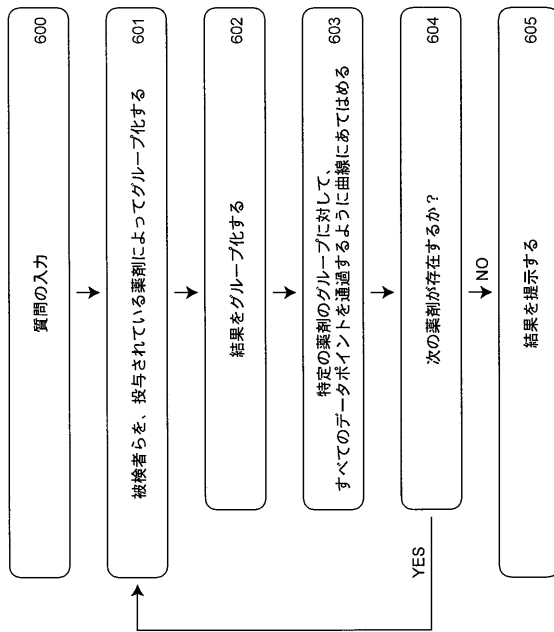 質問の入力
600
被検者らを、投与されている薬剤によってグループ化する
601
結果をグループ化する
602
特定の薬剤のグループに対して、
すべてのデータポイントを通過するように曲線にあてはめる
603
次の薬剤が存在するか?
604
YES
NO
結果を提示する
605